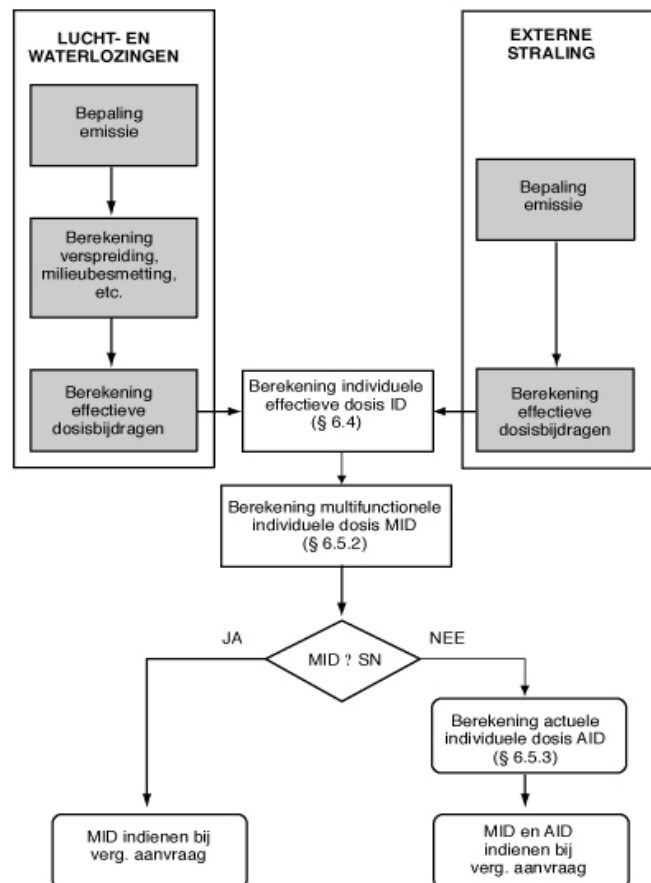 LUCHT- EN
WATERLOZINGEN
Bepaling
emissie
Berekening
verspreiding,
milieubesmetting,
etc.
Berekening
effectieve
dosisbijdragen
EXTERNE
STRALING
Bepaling
emissie
Berekening
effectieve
dosisbijdragen
Berekening individuele
effectieve dosis ID
(§ 6.4)
Berekening multifunctionele
individuele dosis MID
(§ 6.5.2)
JA
MID ? SN
NEE
Berekening actuele
individuele dosis AID
(§ 6.5.3)
MID indienen bij
verg. aanvraag
MID en AID
indienen bij
verg. aanvraag